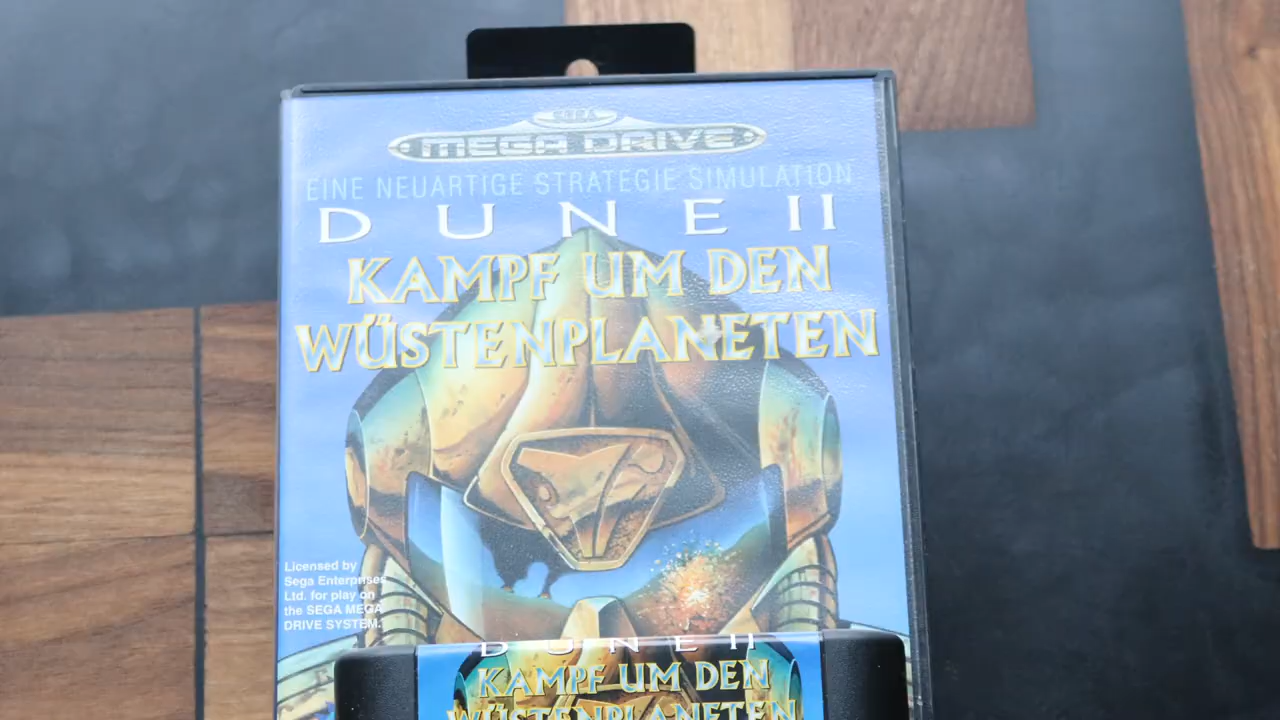 SEGA
MEGA DRIVE
EINE NEUARTIGE STRATEGIE SIMULATION
DUNE II
KAMPF UM DEN
WÜSTENPLANETEN
Licensed by
Sega Enterprises
Ltd. for play on
the SEGA MEGA
DRIVE SYSTEM.
DUNE II
KAMPF UM DEN
WÜSTENPLANETEN